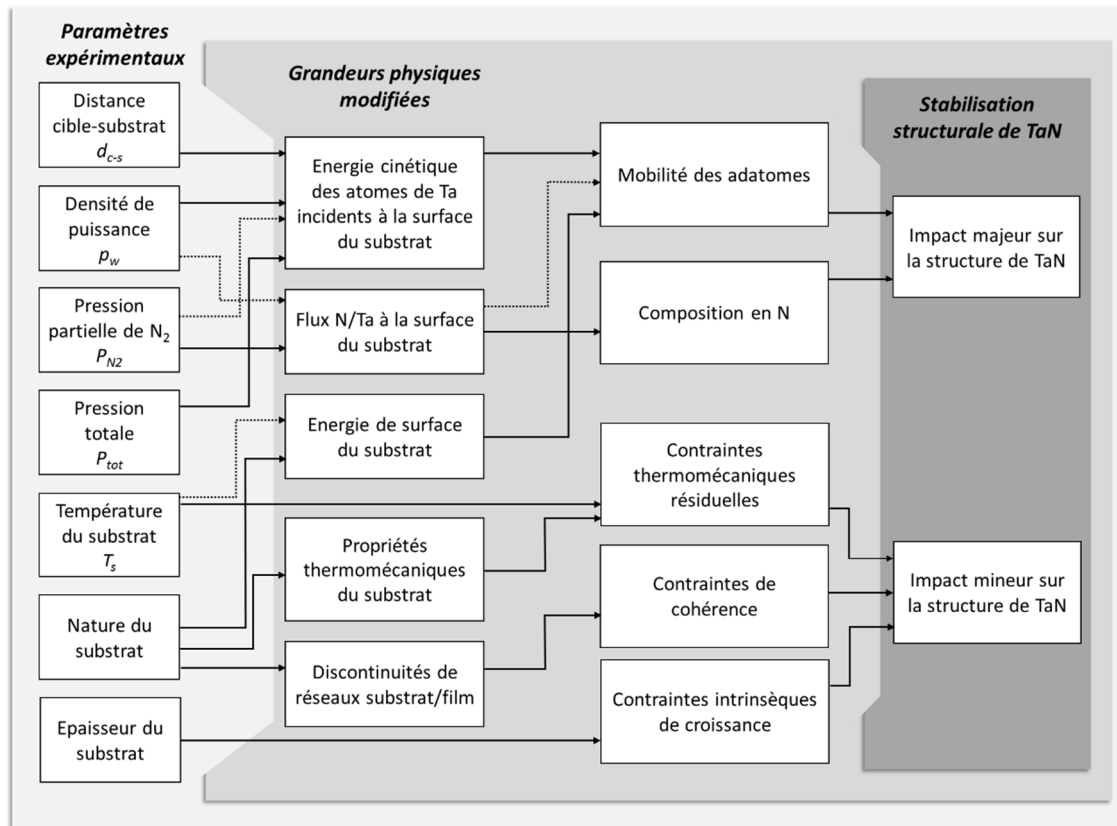 Paramètres
expérimentaux
Distance
cible-substrat
dc-s
Densité de
puissance
pw
Pression
partielle de N2
PN2
Pression
totale
Ptot
Température
du substrat
Ts
Nature du
substrat
Epaisseur du
substrat
Grandeurs physiques
modifiées
Energie cinétique
des atomes de Ta
incidents à la surface
du substrat
Flux N/Ta à la surface
du substrat
Energie de surface
du substrat
Propriétés
thermomécaniques
du substrat
Discontinuités de
réseaux substrat/film
Mobilité des adatomes
Composition en N
Contraintes
thermomécaniques
résiduelles
Contraintes de
cohérence
Contraintes intrinsèques
de croissance
Stabilisation
structurale de TaN
Impact majeur sur
la structure de TaN
Impact mineur sur
la structure de TaN